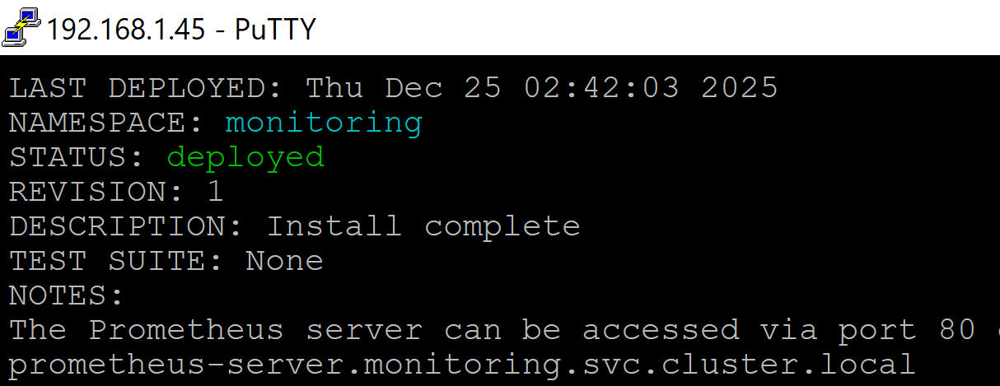 192.168.1.45 - PuTTY
LAST DEPLOYED: Thu Dec 25 02:42:03 2025
NAMESPACE: monitoring
STATUS: deployed
REVISION: 1
DESCRIPTION: Install complete
TEST SUITE: None
NOTES:
The Prometheus server can be accessed via port 80
prometheus-server.monitoring.svc.cluster.local